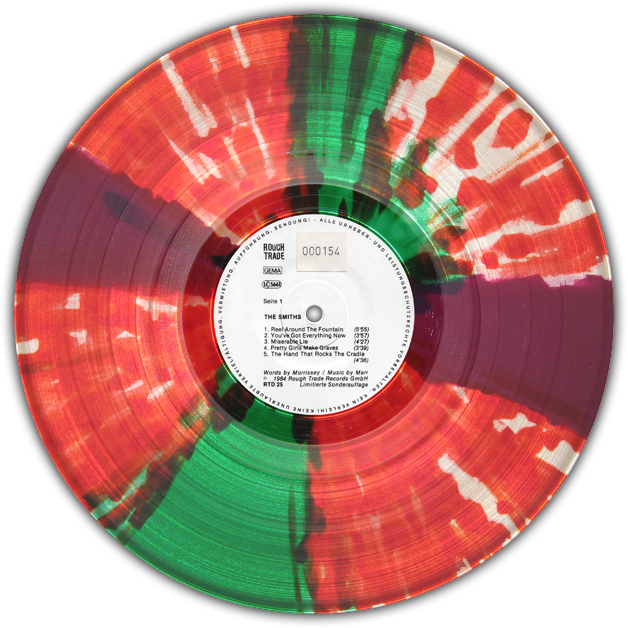 · ALLE URHEBER- UND LEISTUNGSSCHUTZRECHTE VORBEHALTEN · KEIN VERLEIH! KEINE UNERLAUBTE VERVIELFÄLTIGUNG, VERMIETUNG, AUFFÜHRUNG, SENDUNG!
ROUGH
TRADE
000154
GEMA
LC 5661
Seite 1
THE SMITHS
1. Reel Around The Fountain (5'55)
2. You've Got Everything Now (3'57)
3. Miserable Lie (4'27)
4. Pretty Girls Make Graves (3'39)
5. The Hand That Rocks The Cradle
(4'36)
Words by Morrissey / Music by Marr
℗ 1984 Rough Trade Records GmbH
RTD 25 Limitierte Sonderauflage